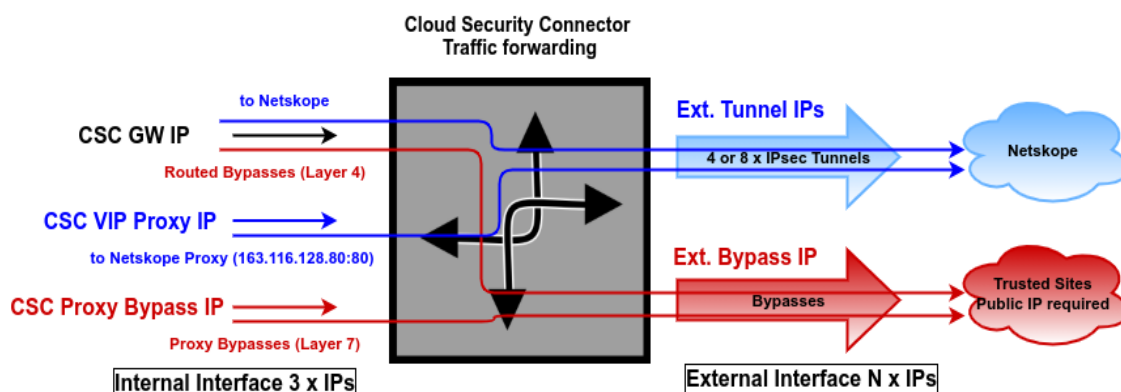 Cloud Security Connector
Traffic forwarding
to Netskope
CSC GW IP
Routed Bypasses (Layer 4)
CSC VIP Proxy IP
to Netskope Proxy (163.116.128.80:80)
CSC Proxy Bypass IP
Proxy Bypasses (Layer 7)
Internal Interface 3 x IPs
Ext. Tunnel IPs
4 or 8 x IPsec Tunnels
Netskope
Ext. Bypass IP
Bypasses
Trusted Sites
Public IP required
External Interface N x IPs